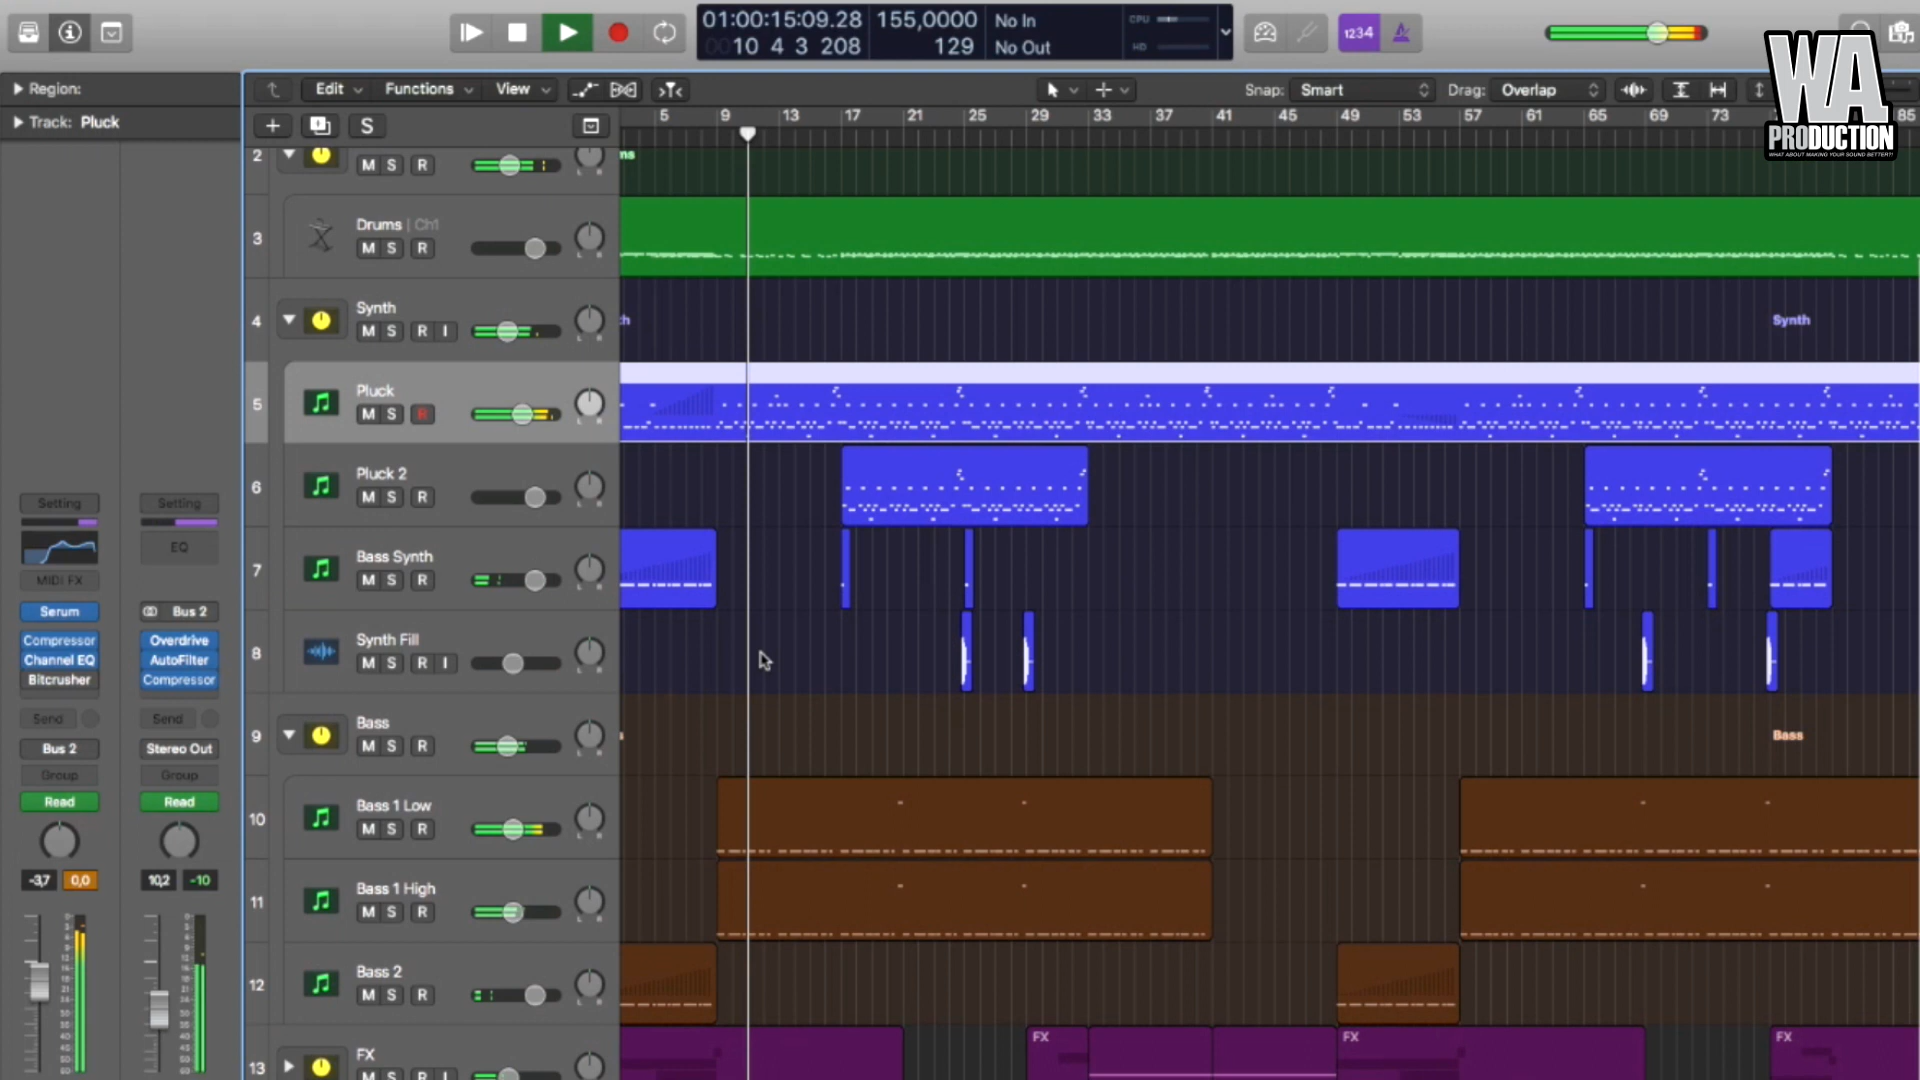 01:00:15:09.28 155,0000 No In CPU
0010 4 3 208 129 No Out HD
1234
Region:
Track: Pluck
Edit Functions View
Snap: Smart
Drag: Overlap
WA PRODUCTION
WHAT ABOUT MAKING YOUR SOUND BETTER?!
S
5 9 13 17 21 25 29 33 37 41 45 49 53 57 61 65 69 73 85
2 M S R
3 Drums | Ch1
M S R
4 Synth
M S R I
Synth
5 Pluck
M S R
6 Pluck 2
M S R
7 Bass Synth
M S R
8 Synth Fill
M S R I
9 Bass
M S R
Bass
10 Bass 1 Low
M S R
11 Bass 1 High
M S R
12 Bass 2
M S R
13 FX
M S R I
FX FX FX
Setting Setting
EQ
MIDI FX
Serum Bus 2
Compressor Overdrive
Channel EQ AutoFilter
Bitcrusher Compressor
Send Send
Bus 2 Stereo Out
Group Group
Read Read
-3,7 0,0 10,2 -10